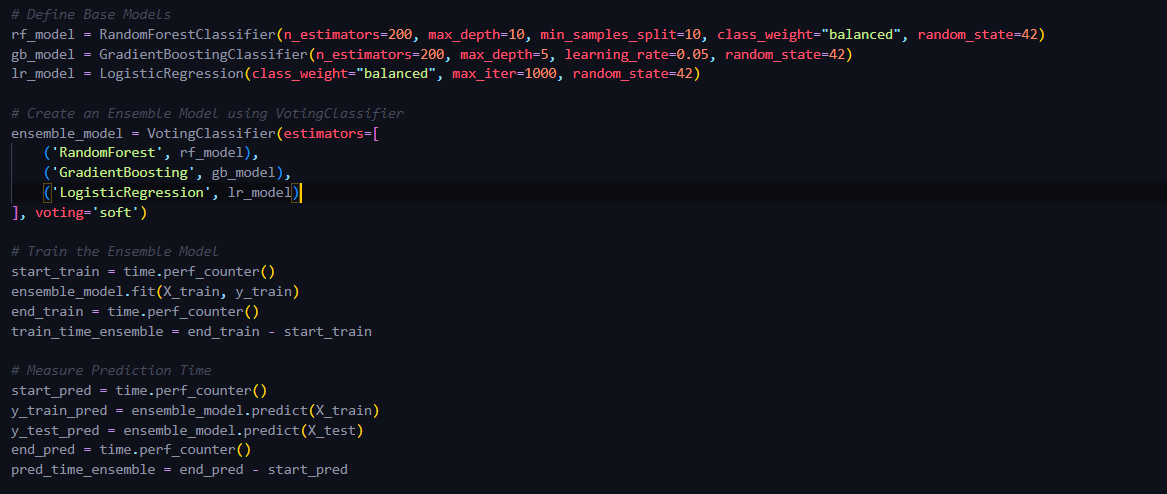 # Define Base Models
rf_model = RandomForestClassifier(n_estimators=200, max_depth=10, min_samples_split=10, class_weight="balanced", random_state=42)
gb_model = GradientBoostingClassifier(n_estimators=200, max_depth=5, learning_rate=0.05, random_state=42)
lr_model = LogisticRegression(class_weight="balanced", max_iter=1000, random_state=42)
# Create an Ensemble Model using VotingClassifier
ensemble_model = VotingClassifier(estimators=[
    ('RandomForest', rf_model),
    ('GradientBoosting', gb_model),
    ('LogisticRegression', lr_model)
], voting='soft')
# Train the Ensemble Model
start_train = time.perf_counter()
ensemble_model.fit(X_train, y_train)
end_train = time.perf_counter()
train_time_ensemble = end_train - start_train
# Measure Prediction Time
start_pred = time.perf_counter()
y_train_pred = ensemble_model.predict(X_train)
y_test_pred = ensemble_model.predict(X_test)
end_pred = time.perf_counter()
pred_time_ensemble = end_pred - start_pred